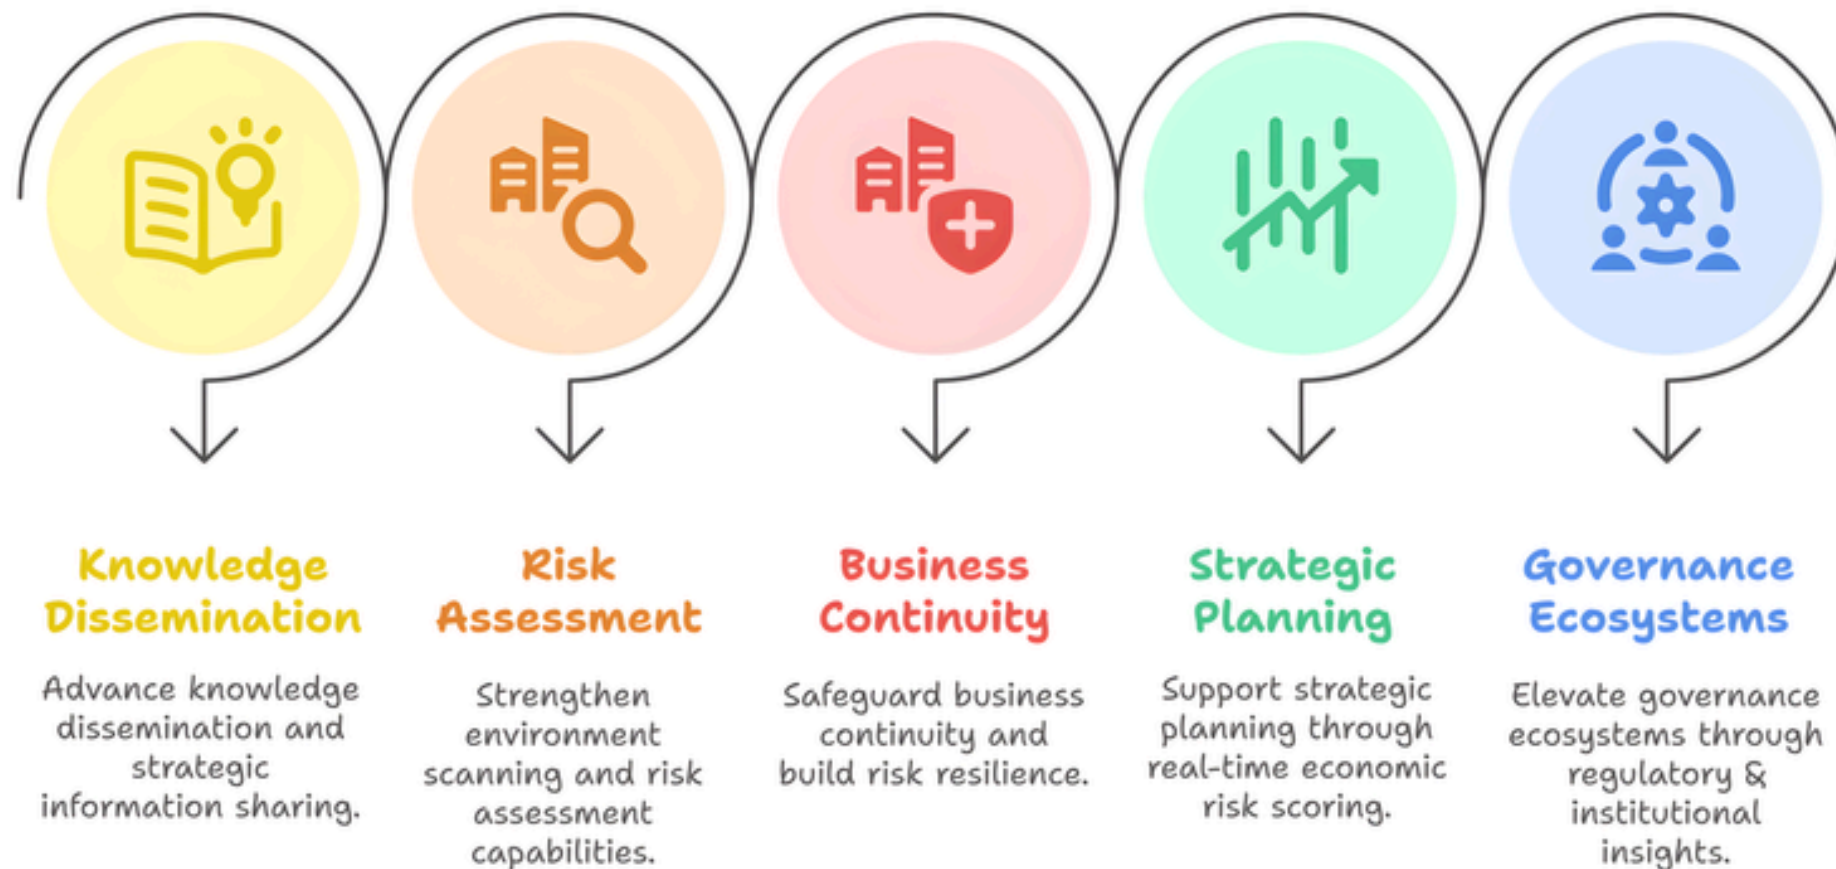 Knowledge
Dissemination
Advance knowledge
dissemination and
strategic
information sharing.
Risk
Assessment
Strengthen
environment
scanning and risk
assessment
capabilities.
Business
Continuity
Safeguard business
continuity and
build risk resilience.
Strategic
Planning
Support strategic
planning through
real-time economic
risk scoring.
Governance
Ecosystems
Elevate governance
ecosystems through
regulatory &
institutional
insights.